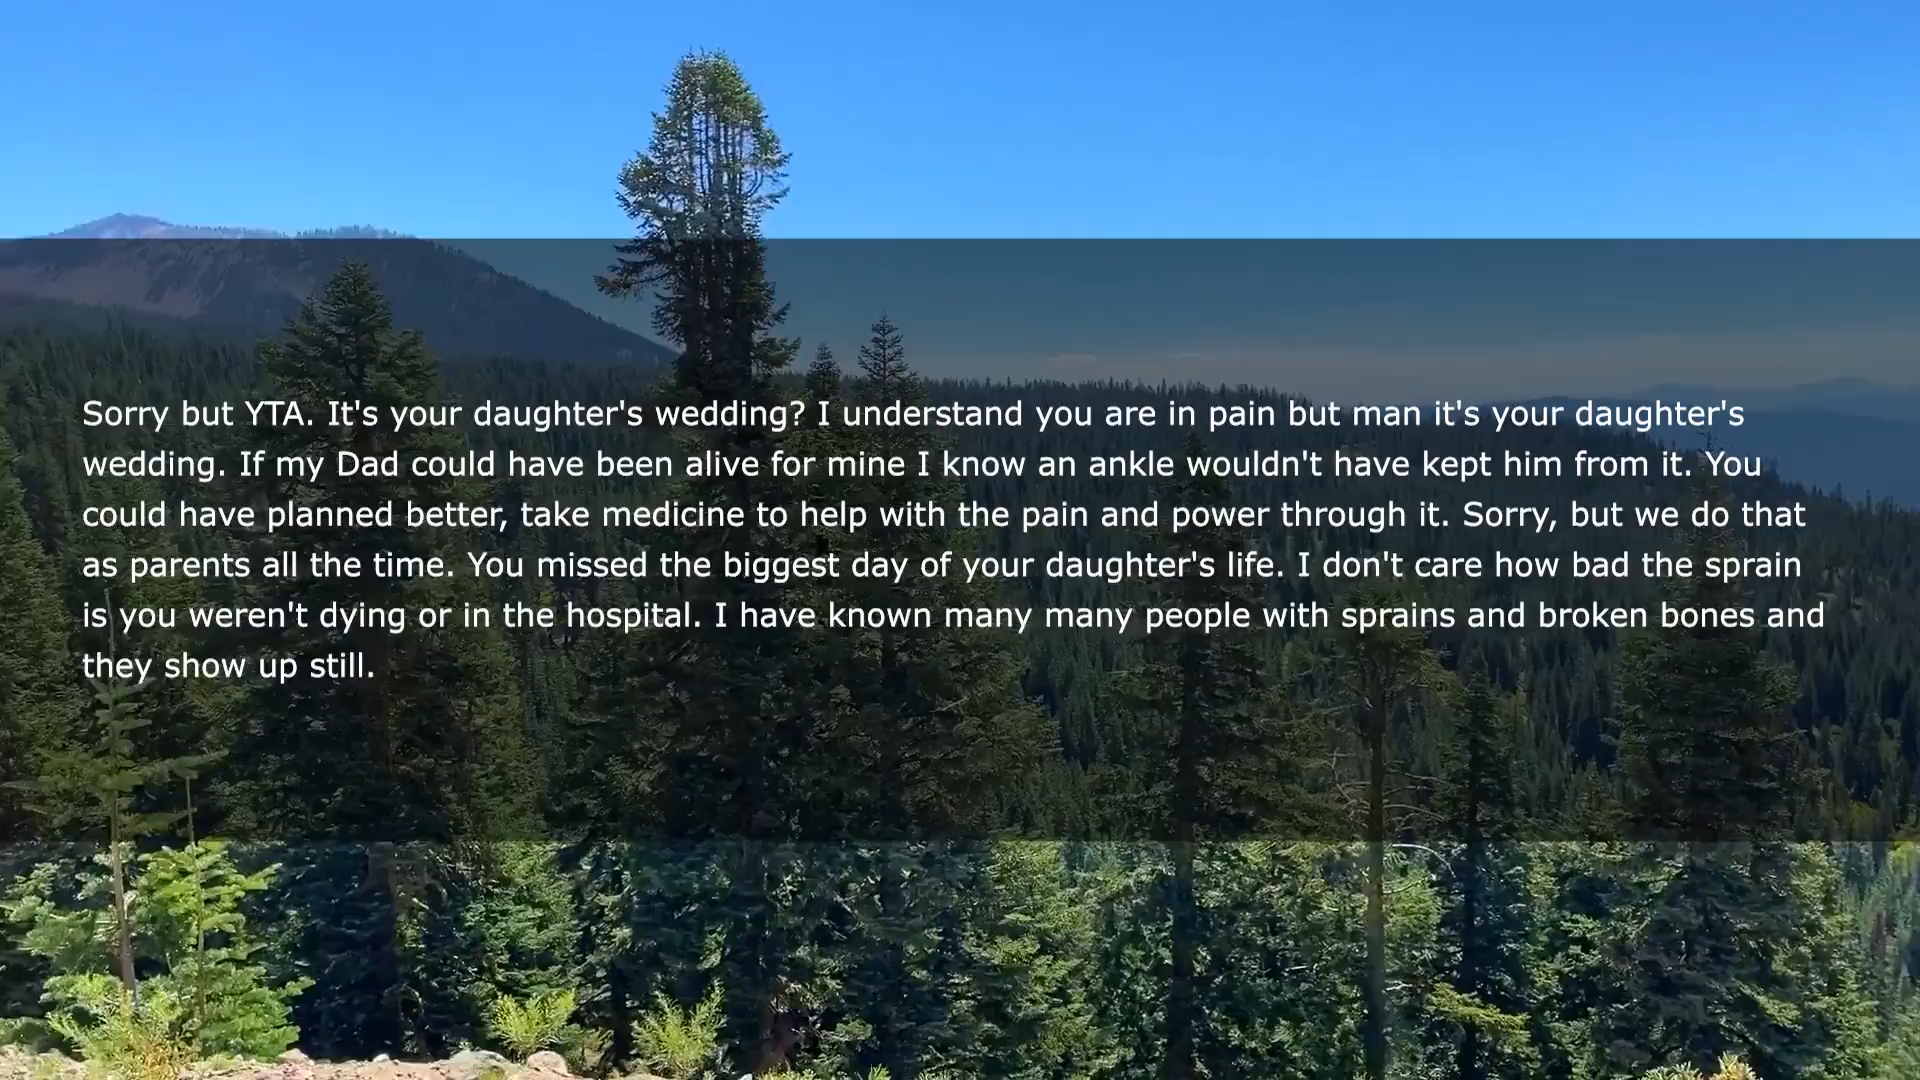 Sorry but YTA. It's your daughter's wedding? I understand you are in pain but man it's your daughter's
wedding. If my Dad could have been alive for mine I know an ankle wouldn't have kept him from it. You
could have planned better, take medicine to help with the pain and power through it. Sorry, but we do that
as parents all the time. You missed the biggest day of your daughter's life. I don't care how bad the sprain
is you weren't dying or in the hospital. I have known many many people with sprains and broken bones and
they show up still.